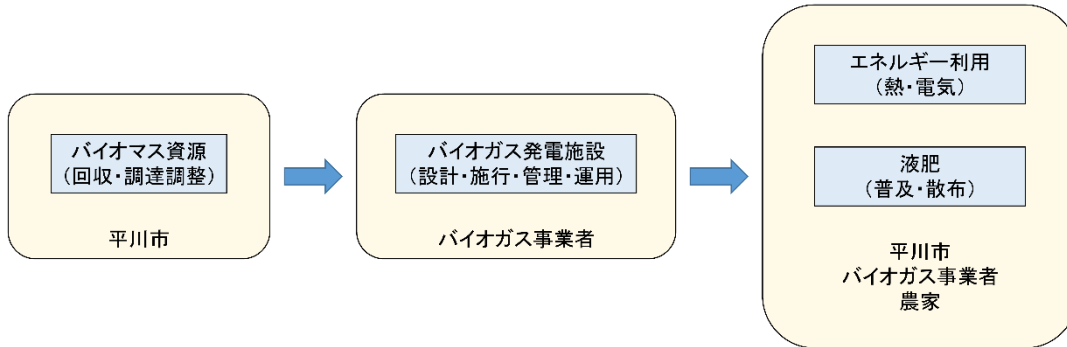 バイオマス資源
（回収・調達調整）
平川市
バイオガス発電施設
（設計・施行・管理・運用）
バイオガス事業者
エネルギー利用
（熱・電気）
液肥
（普及・散布）
平川市
バイオガス事業者
農家